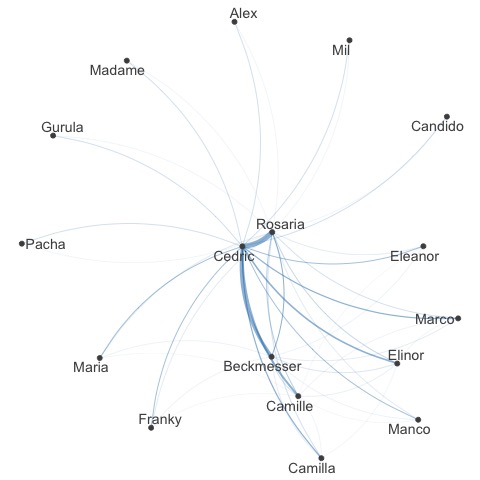 Alex
Mil
Madame
Candido
Gurula
Rosaria
Pacha
Cedric
Eleanor
Marco
Elinor
Beckmesser
Maria
Camille
Franky
Manco
Camilla